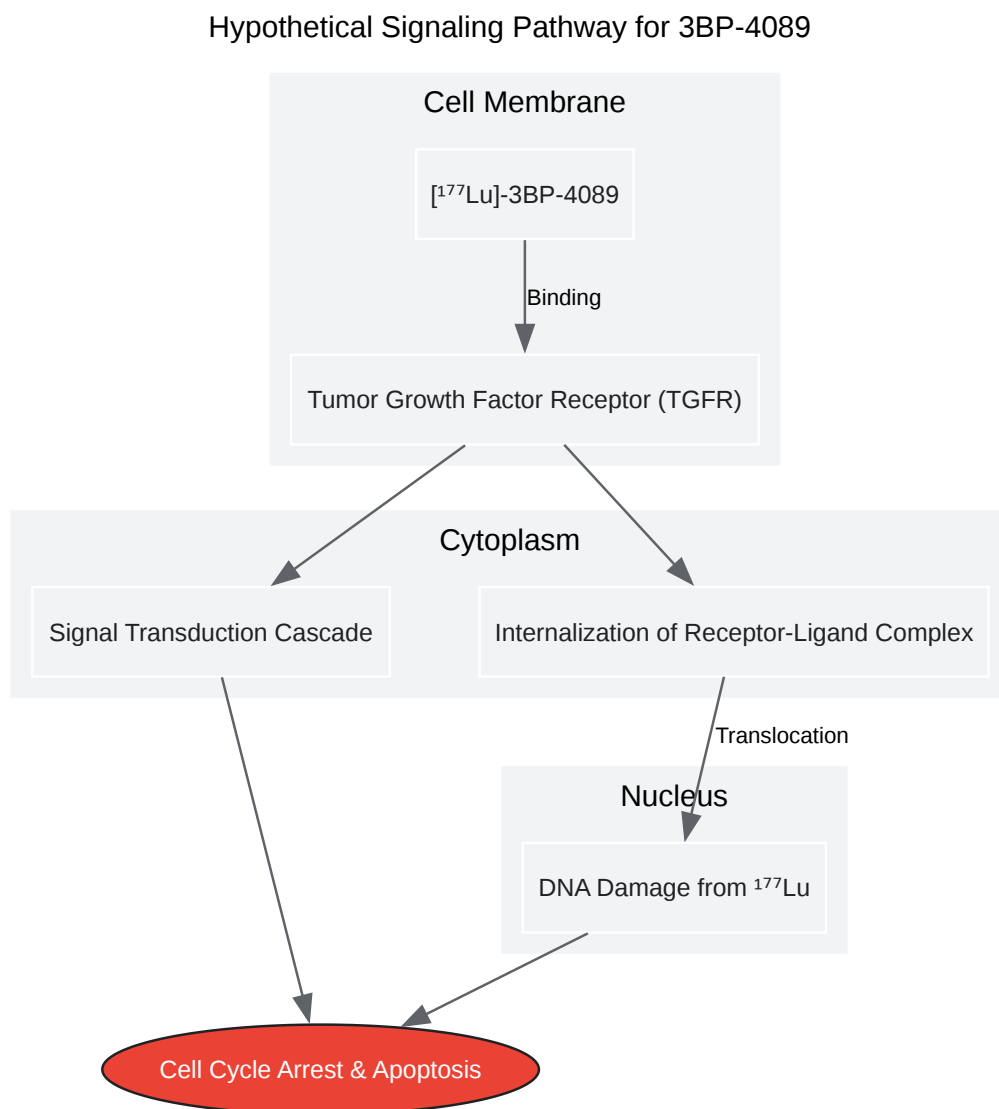 Hypothetical Signaling Pathway for 3BP-4089
Cell Membrane
[¹⁷⁷Lu]-3BP-4089
Binding
Tumor Growth Factor Receptor (TGFR)
Cytoplasm
Signal Transduction Cascade
Internalization of Receptor-Ligand Complex
Translocation
Nucleus
DNA Damage from ¹⁷⁷Lu
Cell Cycle Arrest & Apoptosis